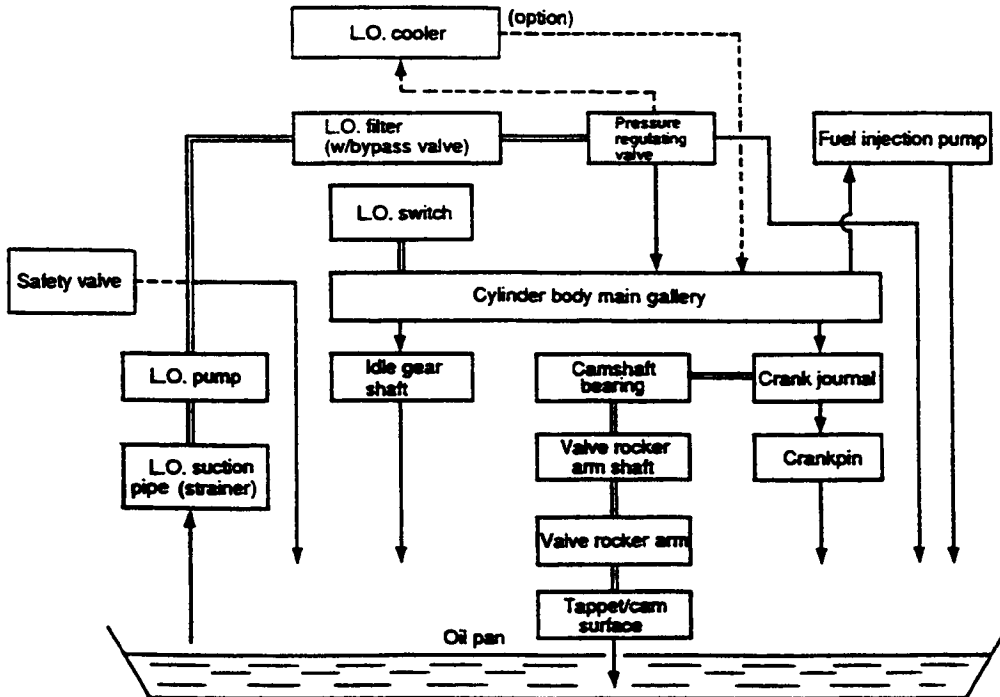 (option)
L.O. cooler
L.O. filter
(w/bypass valve)
Pressure
regulating
valve
Fuel injection pump
L.O. switch
Safety valve
Cylinder body main gallery
L.O. pump
Idle gear
shaft
Camshaft
bearing
Crank journal
L.O. suction
pipe (strainer)
Valve rocker
arm shaft
Crankpin
Valve rocker arm
Tappet/cam
surface
Oil pan